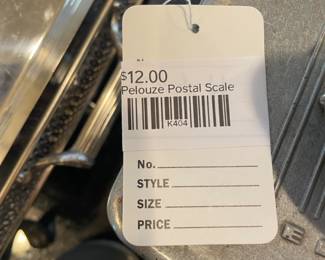 $12.00
Pelouze Postal Scale
K404
No.
STYLE
SIZE
PRICE